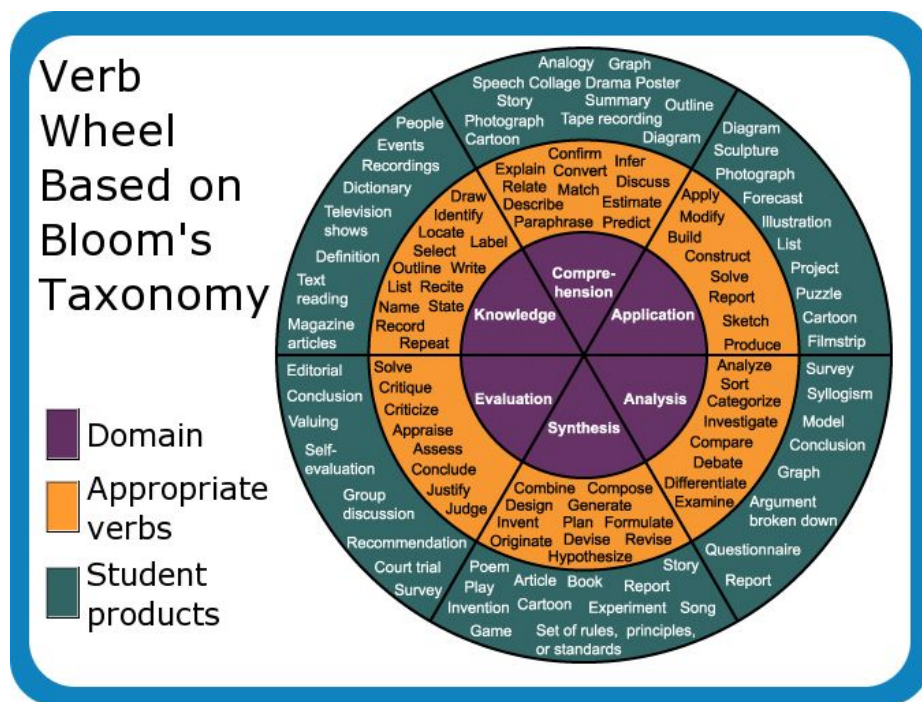 Verb
Wheel
Based on
Bloom's
Taxonomy
Domain
Appropriate
verbs
Student
products
Knowledge
Compre-
hension
Application
Analysis
Synthesis
Evaluation
Draw
Identify
Locate
Select Label
Outline Write
List Recite
Name State
Record
Repeat
Confirm
Explain Convert Infer
Relate Match Discuss
Describe Estimate
Paraphrase Predict
Apply
Modify
Build
Construct
Solve
Report
Sketch
Produce
Analyze
Sort
Categorize
Investigate
Compare
Debate
Differentiate
Examine
Combine Compose
Design Generate
Invent Plan Formulate
Originate Devise Revise
Hypothesize
Solve
Critique
Criticize
Appraise
Assess
Conclude
Justify
Judge
People
Events
Recordings
Dictionary
Television
shows
Definition
Text
reading
Magazine
articles
Analogy Graph
Speech Collage Drama Poster
Story Summary Outline
Photograph Tape recording
Cartoon Diagram
Diagram
Sculpture
Photograph
Forecast
Illustration
List
Project
Puzzle
Cartoon
Filmstrip
Survey
Syllogism
Model
Conclusion
Graph
Argument
broken down
Questionnaire
Report
Poem Story
Play Article Book Report
Invention Cartoon Experiment Song
Game Set of rules, principles,
or standards
Editorial
Conclusion
Valuing
Self-
evaluation
Group
discussion
Recommendation
Court trial
Survey